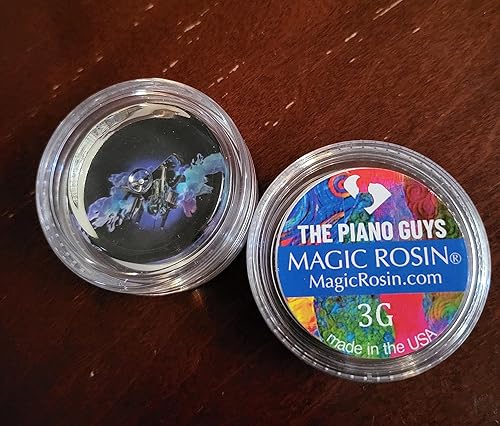 THE PIANO GUYS
MAGIC ROSIN®
MagicRosin.com
3G
made in the USA